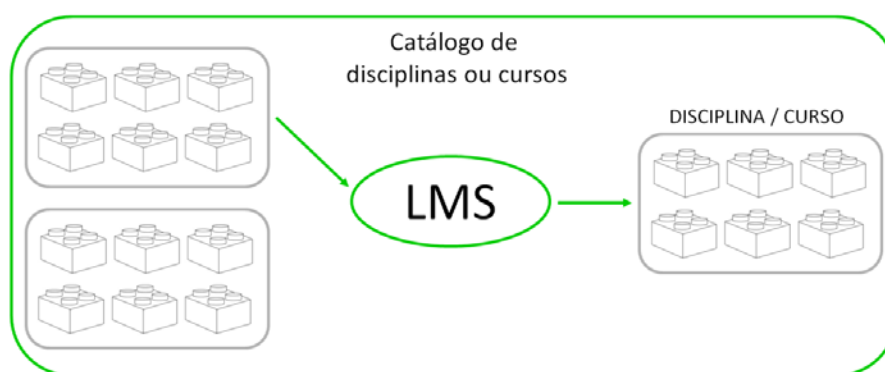 Catálogo de
disciplinas ou cursos
DISCIPLINA / CURSO
LMS